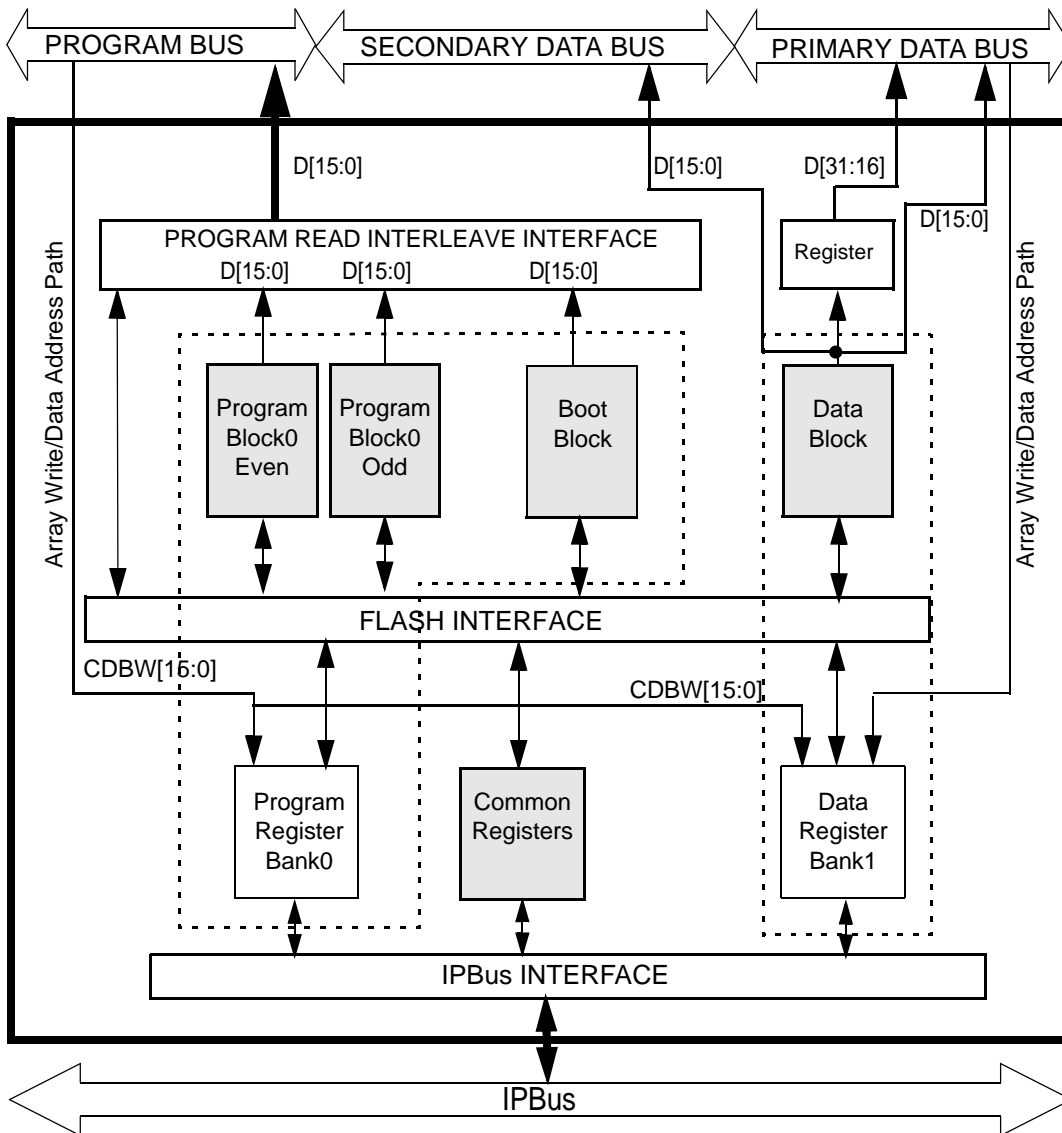 PROGRAM BUS
SECONDARY DATA BUS
PRIMARY DATA BUS
D[15:0]
D[15:0]
D[31:16]
D[15:0]
PROGRAM READ INTERLEAVE INTERFACE
D[15:0]
D[15:0]
D[15:0]
Register
Array Write/Data Address Path
Array Write/Data Address Path
Program
Block0
Even
Program
Block0
Odd
Boot
Block
Data
Block
FLASH INTERFACE
CDBW[15:0]
CDBW[15:0]
Program
Register
Bank0
Common
Registers
Data
Register
Bank1
IPBus INTERFACE
IPBus